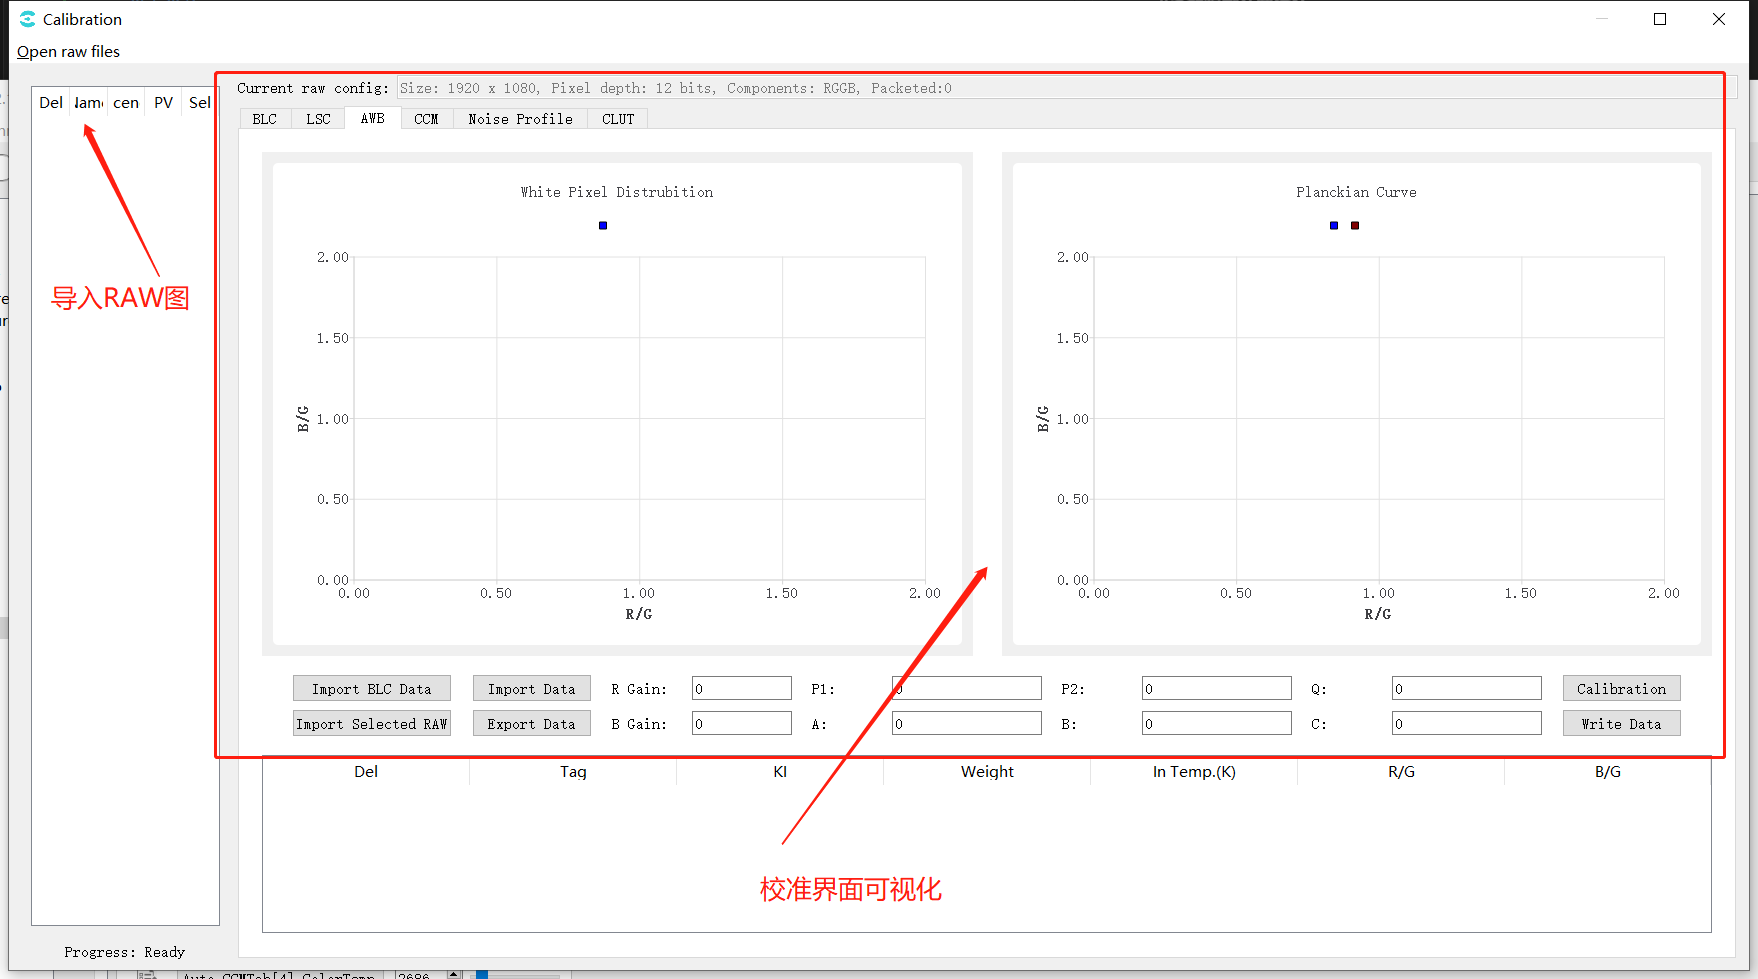 Calibration
Open raw files
Del lame cen PV Sel
Current raw config: Size: 1920 x 1080, Pixel depth: 12 bits, Components: RGGB, Packeted:0
BLC LSC AWB CCM Noise Profile CLUT
导入RAW图
White Pixel Distrubition
2.00
1.50
1.00
0.50
0.00
B/G
0.00 0.50 1.00 1.50 2.00
R/G
Planckian Curve
2.00
1.50
1.00
0.50
0.00
B/G
0.00 0.50 1.00 1.50 2.00
R/G
Import BLC Data Import Data R Gain: 0 P1: 0 P2: 0 Q: 0 Calibration
Import Selected RAW Export Data B Gain: 0 A: 0 B: 0 C: 0 Write Data
Del Tag KI Weight In Temp.(K) R/G B/G
校准界面可视化
Progress: Ready